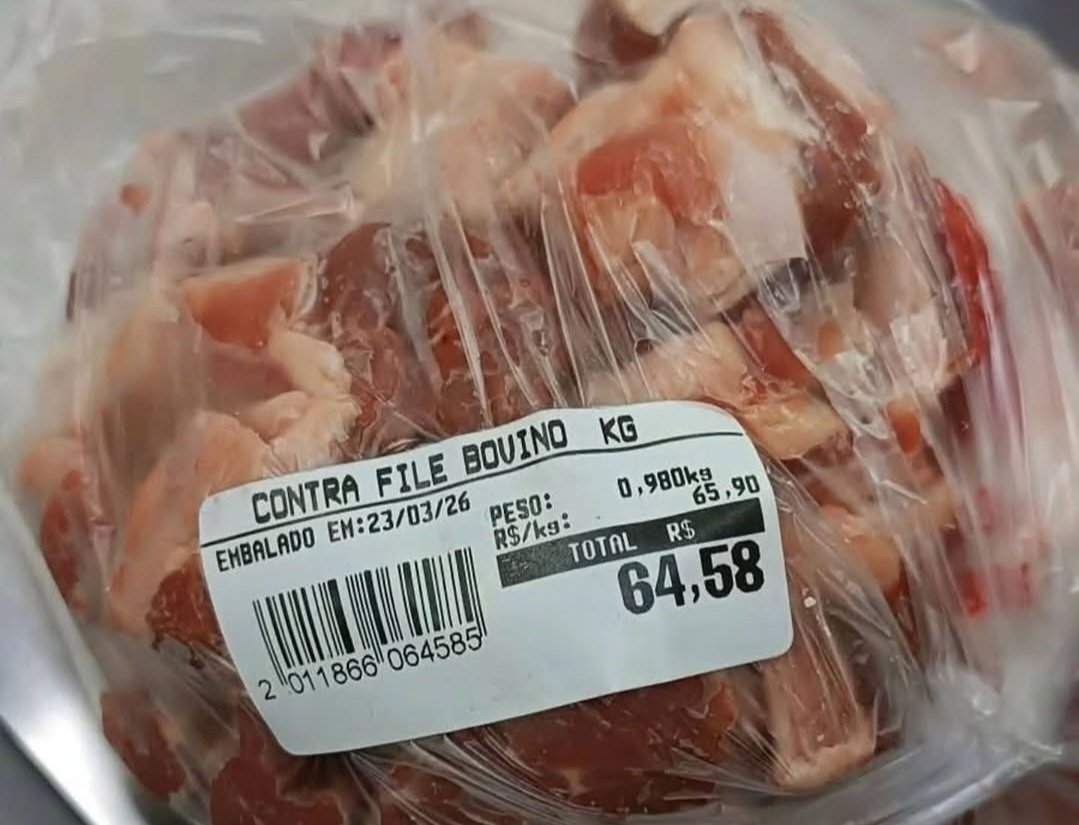 CONTRA FILE BOVINO KG
EMBALADO EM:23/03/26
PESO: 0,980kg
R$/kg: 65,90
TOTAL R$
64,58
2 011866 064585